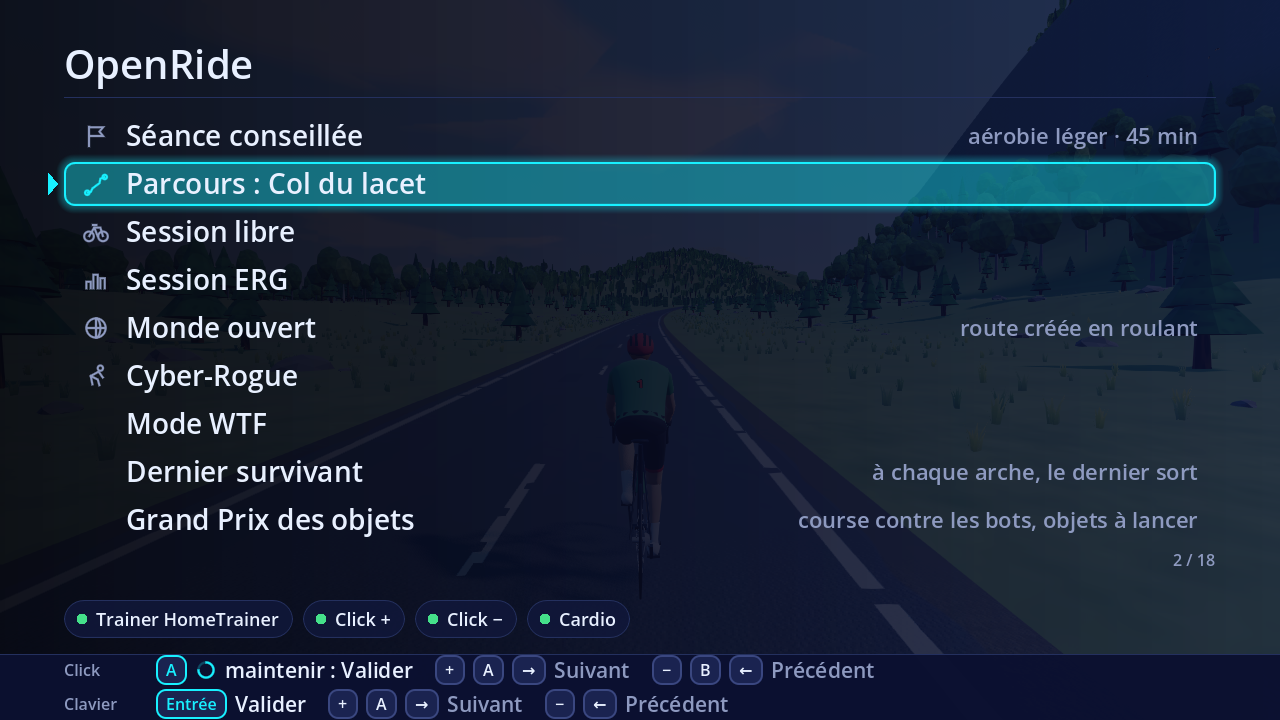 OpenRide
Séance conseillée aérobie léger · 45 min
Parcours : Col du lacet
Session libre
Session ERG
Monde ouvert route créée en roulant
Cyber-Rogue
Mode WTF
Dernier survivant à chaque arche, le dernier sort
Grand Prix des objets course contre les bots, objets à lancer
2 / 18
Trainer HomeTrainer Click + Click − Cardio
Click A maintenir : Valider + A → Suivant − B ← Précédent
Clavier Entrée Valider + A → Suivant − ← Précédent